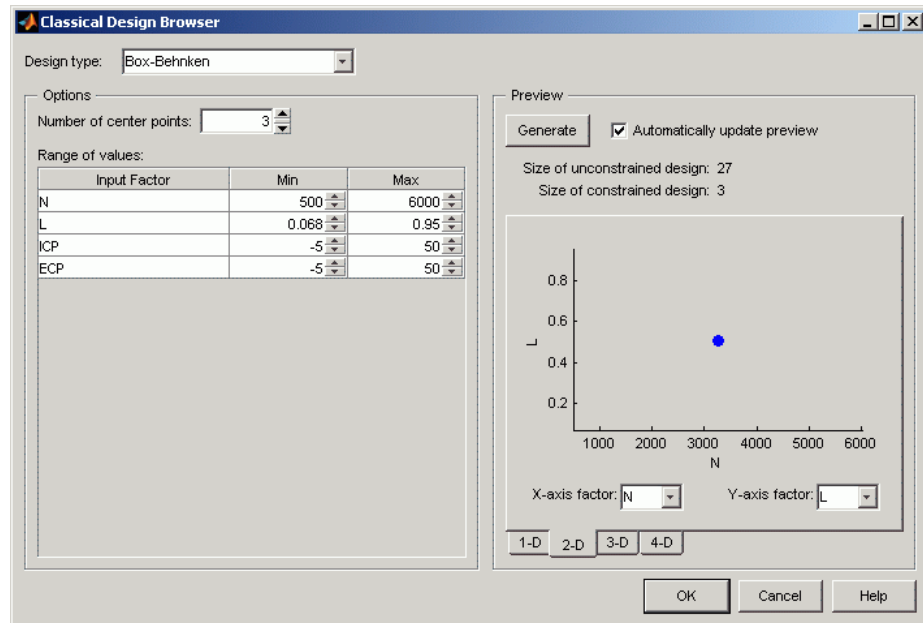 Classical Design Browser
Design type: Box-Behnken
Options
Number of center points: 3
Range of values:
Input Factor Min Max
N 500 6000
L 0.068 0.95
ICP -5 50
ECP -5 50
Preview
Generate Automatically update preview
Size of unconstrained design: 27
Size of constrained design: 3
0.8
0.6
L
0.4
0.2
1000 2000 3000 4000 5000 6000
N
X-axis factor: N Y-axis factor: L
1-D 2-D 3-D 4-D
OK Cancel Help